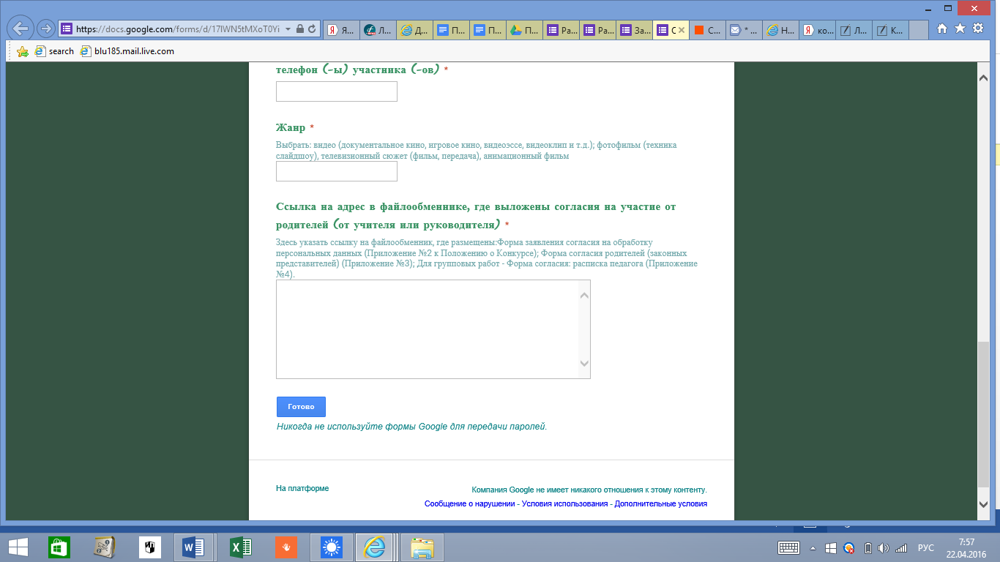 https://docs.google.com/forms/d/17IWN5tMXoT0Yi
Я...
Л...
Д...
П...
П...
П...
Ра...
Ра...
За...
С
С...
* ...
Н...
ко...
Л...
К...
search
blu185.mail.live.com
телефон (-ы) участника (-ов) *
Жанр *
Выбрать: видео (документальное кино, игровое кино, видеоэссе, видеоклип и т.д.); фотофильм (техника
слайдшоу), телевизионный сюжет (фильм, передача), анимационный фильм
Ссылка на адрес в файлообменнике, где выложены согласия на участие от
родителей (от учителя или руководителя) *
Здесь указать ссылку на файлообменник, где размещены:Форма заявления согласия на обработку
персональных данных (Приложение №2 к Положению о Конкурсе); Форма согласия родителей (законных
представителей) (Приложение №3); Для групповых работ - Форма согласия: расписка педагога (Приложение
№4).
Готово
Никогда не используйте формы Google для передачи паролей.
На платформе
Компания Google не имеет никакого отношения к этому контенту.
Сообщение о нарушении - Условия использования - Дополнительные условия
РУС
7:57
22.04.2016